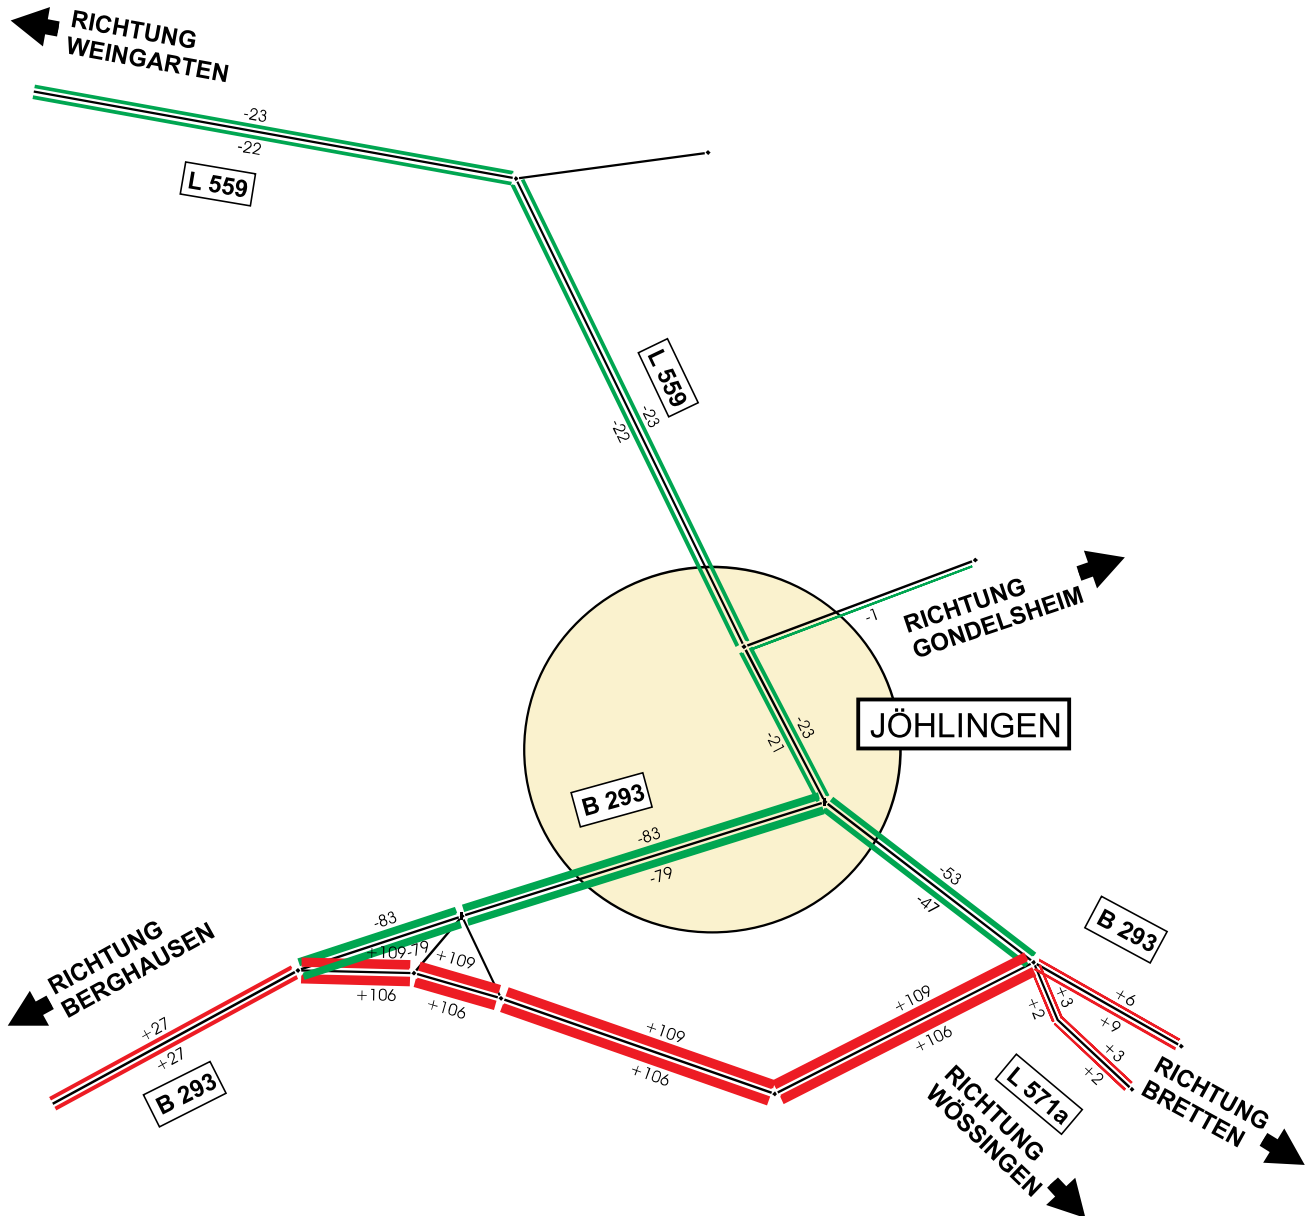 RICHTUNG
WEINGARTEN
-23
-22
L 559
L 559
-23
-22
RICHTUNG
GONDELSHEIM
-1
JÖHLINGEN
-23
-21
B 293
-83
-79
-53
-47
B 293
-83
+109
-79
+109
RICHTUNG
BERGHAUSEN
+106
+106
+109
+106
+109
+106
+27
+27
B 293
+3
+2
+6
+9
+3
+2
L 571a
RICHTUNG
WÖSSINGEN
RICHTUNG
BRETTEN